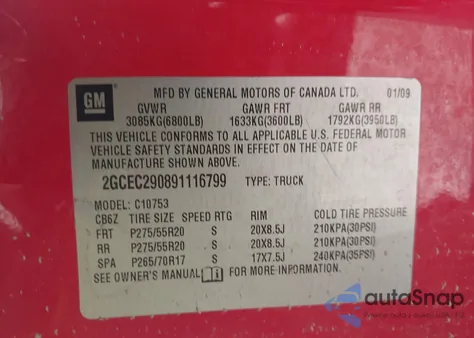 GM
MFD BY GENERAL MOTORS OF CANADA LTD. 01/09
GVWR GAWR FRT GAWR RR
3085KG(6800LB) 1633KG(3600LB) 1792KG(3950LB)
THIS VEHICLE CONFORMS TO ALL APPLICABLE U.S. FEDERAL MOTOR
VEHICLE SAFETY STANDARDS IN EFFECT ON THE DATE OF
MANUFACTURE SHOWN ABOVE.
2GCEC290891116799 TYPE: TRUCK
MODEL: C10753
CB6Z TIRE SIZE SPEED RTG RIM COLD TIRE PRESSURE
FRT P275/55R20 S 20X8.5J 210KPA(30PSI)
RR P275/55R20 S 20X8.5J 210KPA(30PSI)
SPA P265/70R17 S 17X7.5J 240KPA(35PSI)
SEE OWNER'S MANUAL FOR MORE INFORMATION.
autoSnap